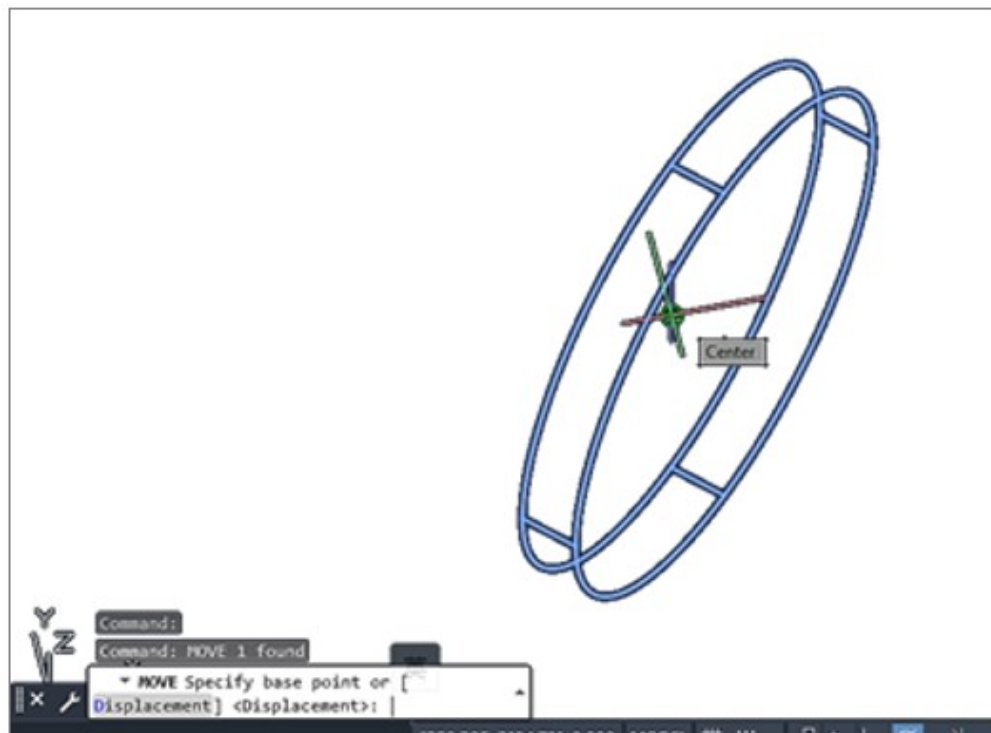 Center
Y
Z
Command:
Command: MOVE 1 found
MOVE Specify base point or [
Displacement] <Displacement>: